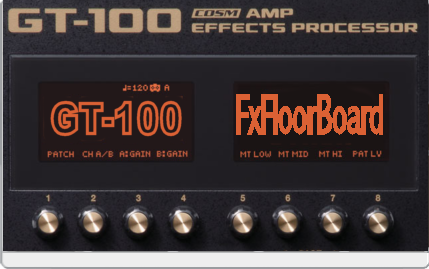 GT-100 COSM AMP
EFFECTS PROCESSOR
♩=120 A
GT-100
PATCH CH A/B A:GAIN B:GAIN
FxFloorBoard
MT LOW MT MID MT HI PAT LV
1 2 3 4 5 6 7 8